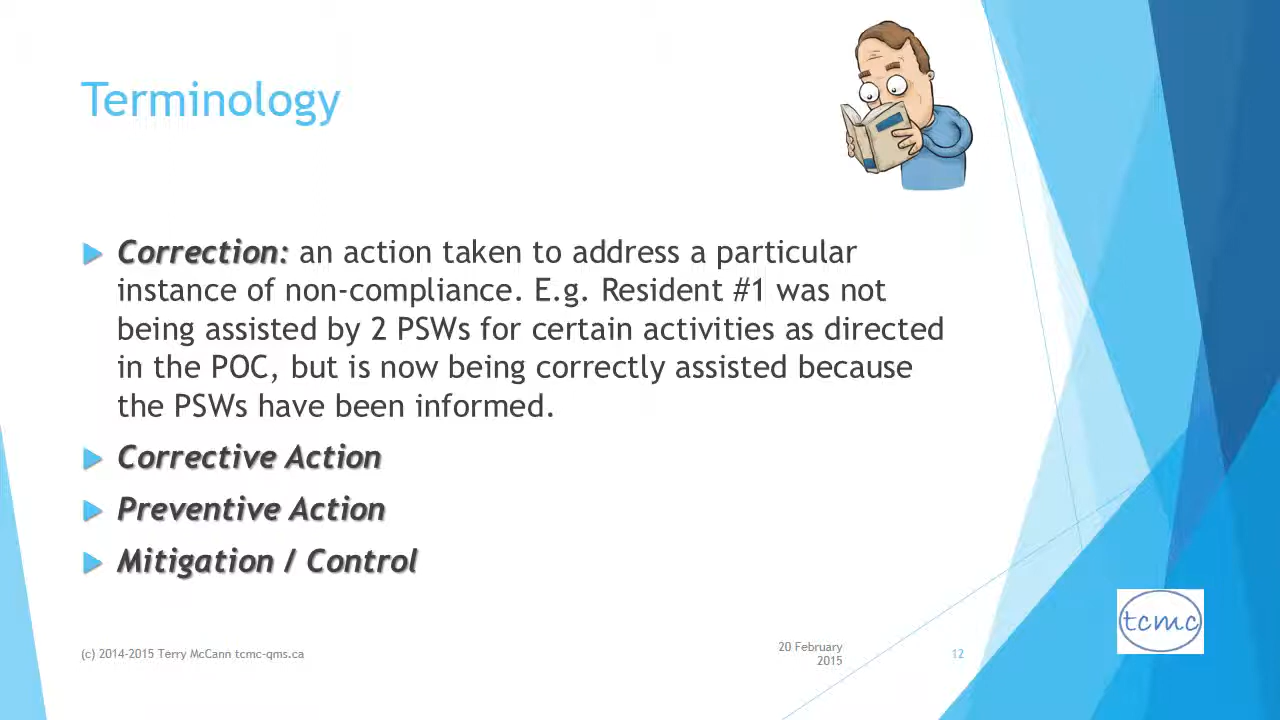 Terminology
Correction: an action taken to address a particular
instance of non-compliance. E.g. Resident #1 was not
being assisted by 2 PSWs for certain activities as directed
in the POC, but is now being correctly assisted because
the PSWs have been informed.
Corrective Action
Preventive Action
Mitigation / Control
(c) 2014-2015 Terry McCann tcmc-qms.ca
20 February
2015
12
tcmc